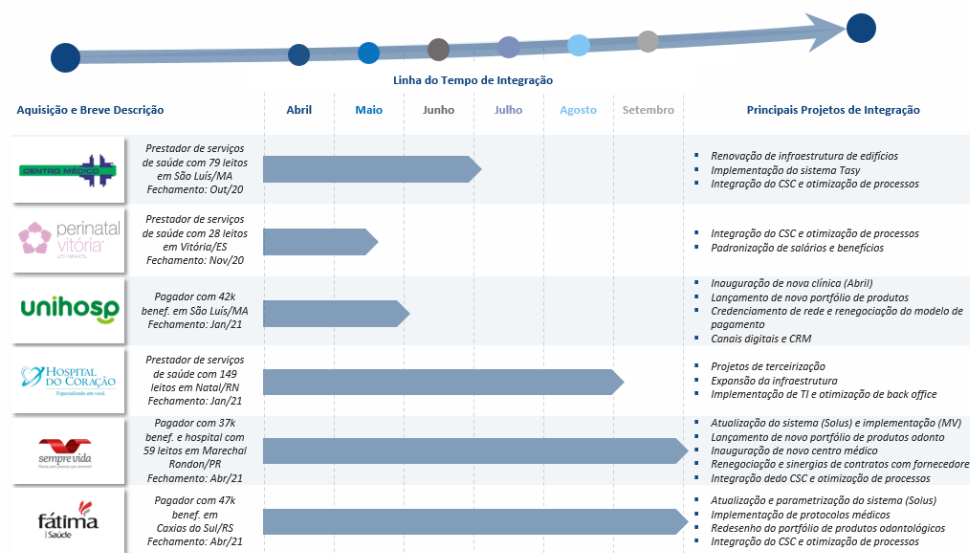 Linha do Tempo de Integração
Aquisição e Breve Descrição
Abril
Maio
Junho
Julho
Agosto
Setembro
Principais Projetos de Integração
CENTRO MÉDICO
Prestador de serviços
de saúde com 79 leitos
em São Luís/MA
Fechamento: Out/20
▪ Renovação de infraestrutura de edifícios
▪ Implementação do sistema Tasy
▪ Integração do CSC e otimização de processos
perinatal
vitória
Prestador de serviços
de saúde com 28 leitos
em Vitória/ES
Fechamento: Nov/20
▪ Integração do CSC e otimização de processos
▪ Padronização de salários e benefícios
unihosp
Pagador com 42k
benef. em São Luís/MA
Fechamento: Jan/21
▪ Inauguração de nova clínica (Abril)
▪ Lançamento de novo portfólio de produtos
▪ Credenciamento de rede e renegociação do modelo de
pagamento
▪ Canais digitais e CRM
HOSPITAL
DO CORAÇÃO
Especializado em você.
Prestador de serviços
de saúde com 149
leitos em Natal/RN
Fechamento: Jan/21
▪ Projetos de terceirização
▪ Expansão da infraestrutura
▪ Implementação de TI e otimização de back office
sempre vida
Pagador com 37k
benef. e hospital com
59 leitos em Marechal
Rondon/PR
Fechamento: Abr/21
▪ Atualização do sistema (Solus) e implementação (MV)
▪ Lançamento de novo portfólio de produtos odonto
▪ Inauguração de novo centro médico
▪ Renegociação e sinergias de contratos com fornecedore
▪ Integração dedo CSC e otimização de processos
fátima
| Saúde
Pagador com 47k
benef. em
Caxias do Sul/RS
Fechamento: Abr/21
▪ Atualização e parametrização do sistema (Solus)
▪ Implementação de protocolos médicos
▪ Redesenho do portfólio de produtos odontológicos
▪ Integração do CSC e otimização de processos